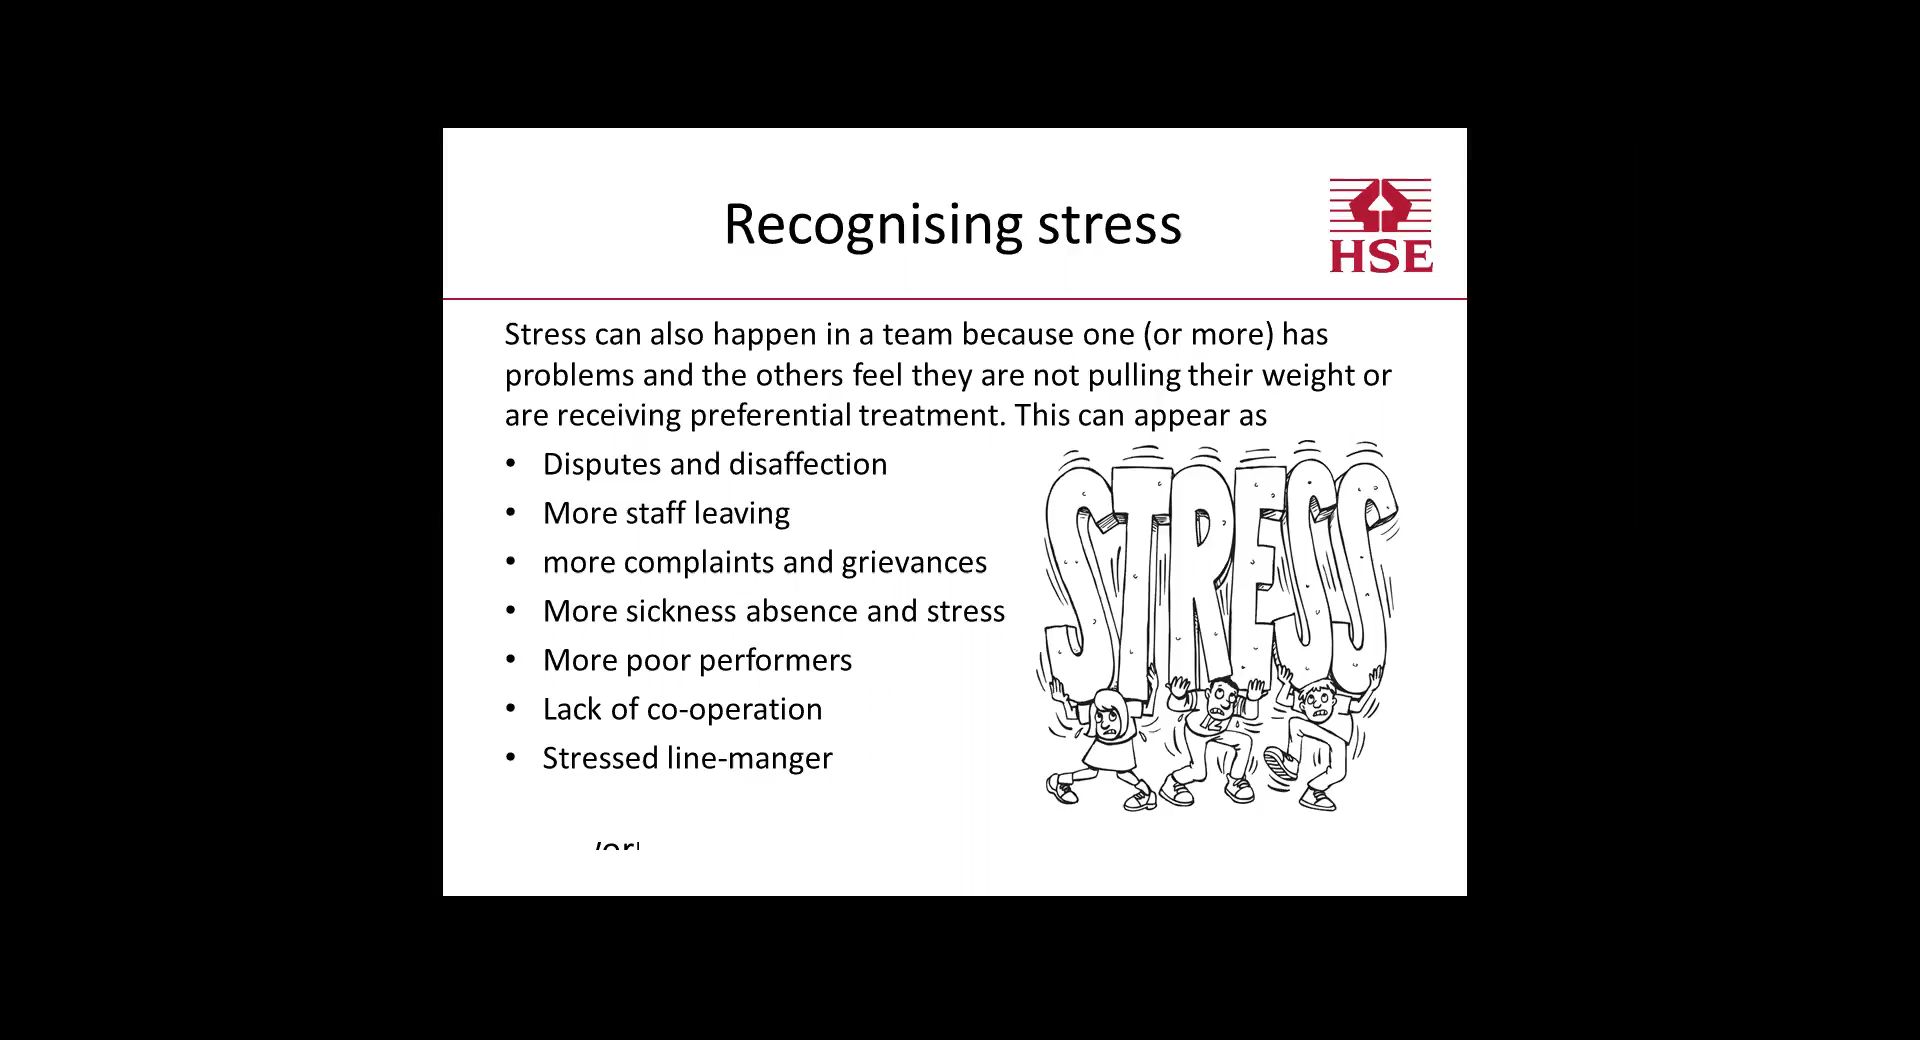 Recognising stress
HSE
Stress can also happen in a team because one (or more) has
problems and the others feel they are not pulling their weight or
are receiving preferential treatment. This can appear as
• Disputes and disaffection
• More staff leaving
• more complaints and grievances
• More sickness absence and stress
• More poor performers
• Lack of co-operation
• Stressed line-manger
STRESS